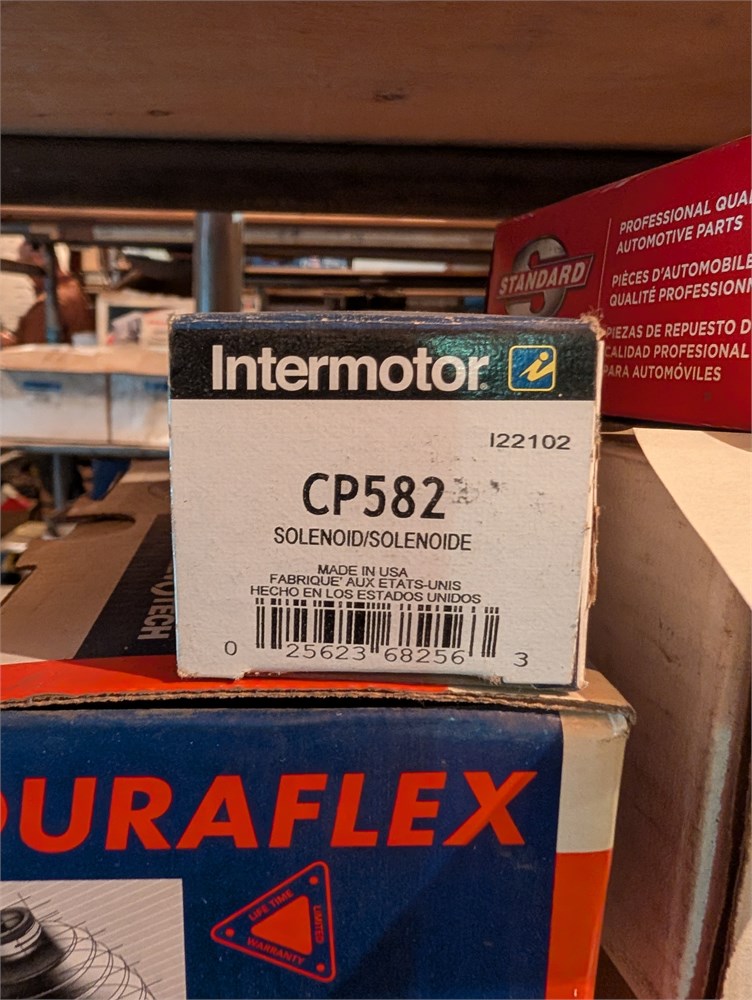 Intermotor
I22102
CP582
SOLENOID/SOLENOIDE
MADE IN USA
FABRIQUE' AUX ETATS-UNIS
HECHO EN LOS ESTADOS UNIDOS
0 25623 68256 3
STANDARD
PROFESSIONAL
AUTOMOTIVE PARTS
PIÈCES D'AUTOMOBILE
QUALITÉ
PIEZAS DE REPUESTO
CALIDAD PROFESIONAL
PARA AUTOMÓVILES
URAFLEX
LIFE TIME
LIMITED
WARRANTY